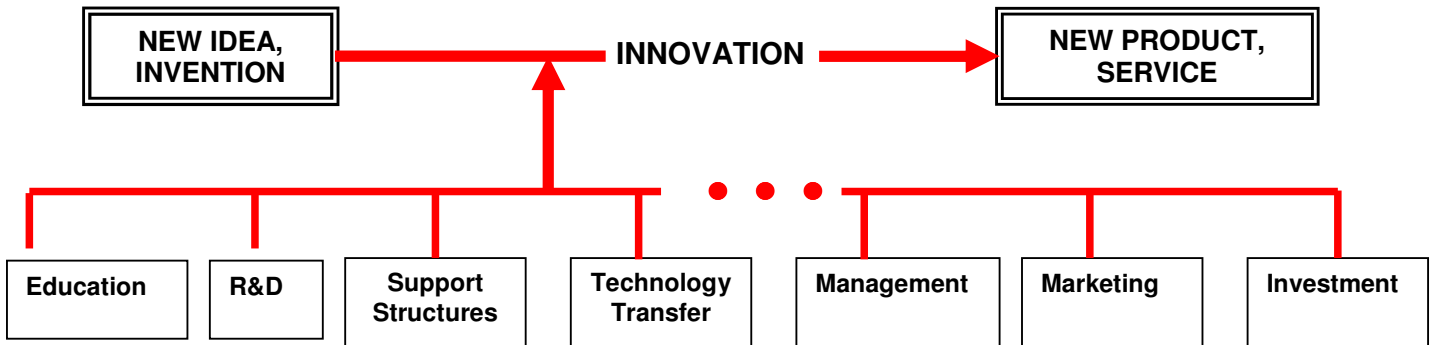 NEW IDEA,
INVENTION
INNOVATION
NEW PRODUCT,
SERVICE
Education
R&D
Support
Structures
Technology
Transfer
Management
Marketing
Investment